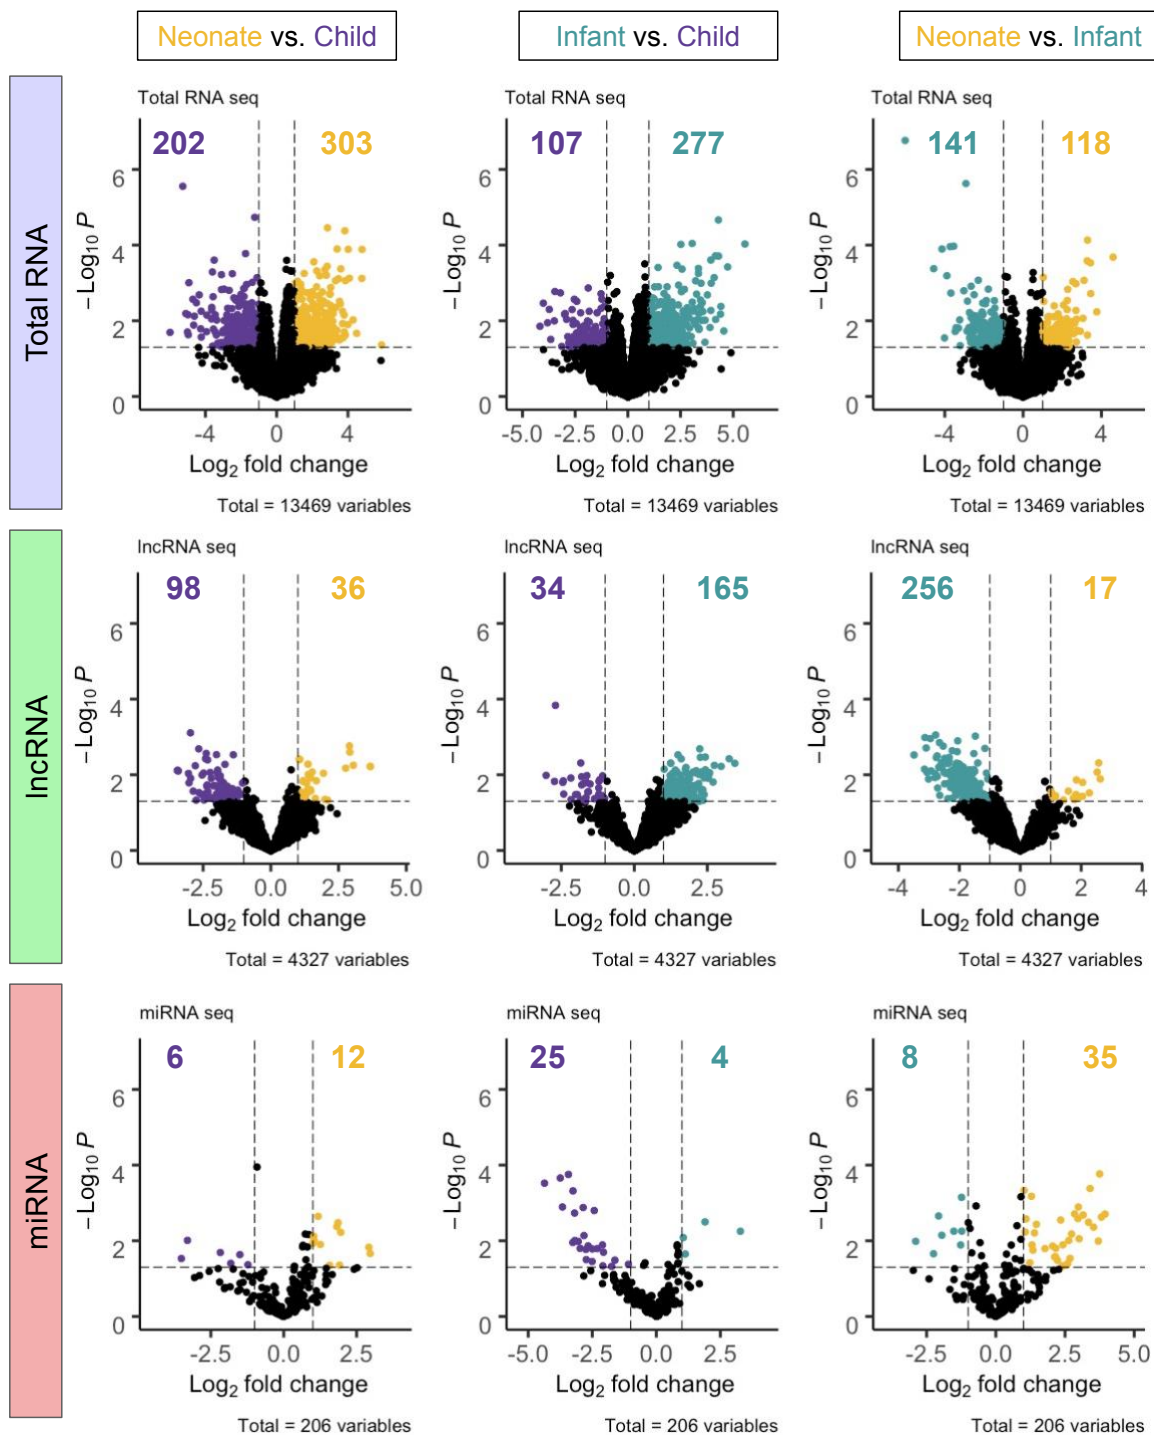 Neonate vs. Child
Infant vs. Child
Neonate vs. Infant
Total RNA
Total RNA seq
202
303
6
4
2
0
-Log10 P
-4
0
4
Log2 fold change
Total = 13469 variables
Total RNA seq
107
277
6
4
2
0
-Log10 P
-5.0
-2.5
0.0
2.5
5.0
Log2 fold change
Total = 13469 variables
Total RNA seq
141
118
6
4
2
0
-Log10 P
-4
0
4
Log2 fold change
Total = 13469 variables
lncRNA
lncRNA seq
98
36
6
4
2
0
-Log10 P
-2.5
0.0
2.5
5.0
Log2 fold change
Total = 4327 variables
lncRNA seq
34
165
6
4
2
0
-Log10 P
-2.5
0.0
2.5
Log2 fold change
Total = 4327 variables
lncRNA seq
256
17
6
4
2
0
-Log10 P
-4
-2
0
2
4
Log2 fold change
Total = 4327 variables
miRNA
miRNA seq
6
12
6
4
2
0
-Log10 P
-2.5
0.0
2.5
Log2 fold change
Total = 206 variables
miRNA seq
25
4
6
4
2
0
-Log10 P
-5.0
-2.5
0.0
2.5
Log2 fold change
Total = 206 variables
miRNA seq
8
35
6
4
2
0
-Log10 P
-2.5
0.0
2.5
5.0
Log2 fold change
Total = 206 variables